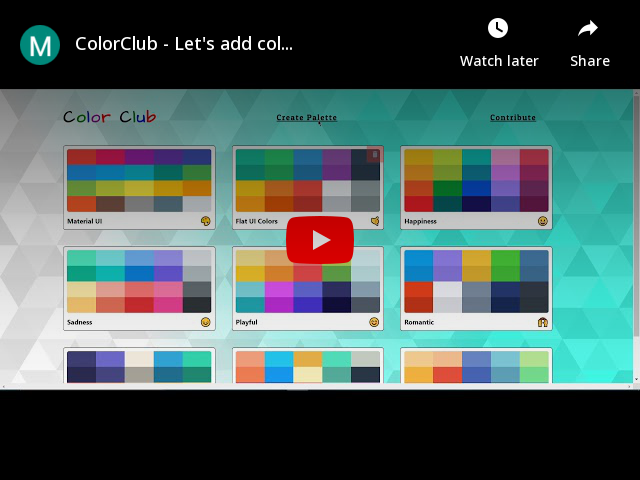 M
ColorClub - Let's add col...
Watch later
Share
Color Club
Create Palette
Contribute
Material UI
Flat UI Colors
Happiness
Sadness
Playful
Romantic